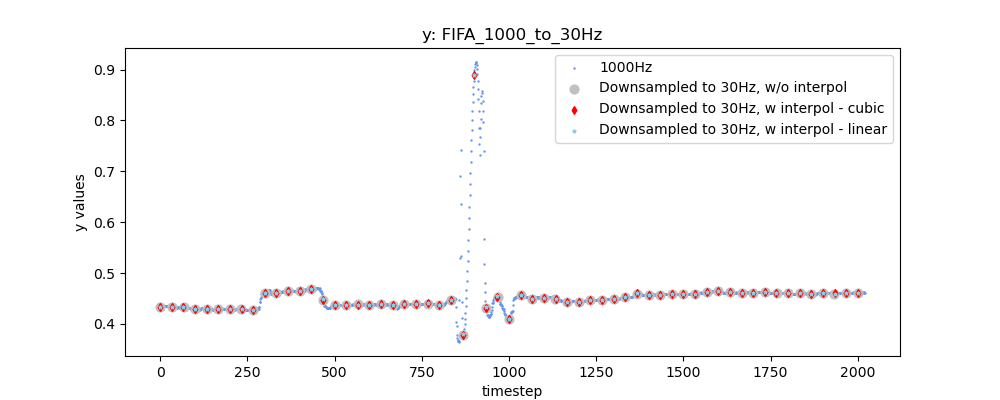 y: FIFA_1000_to_30Hz
1000Hz
Downsampled to 30Hz, w/o interpol
Downsampled to 30Hz, w interpol - cubic
Downsampled to 30Hz, w interpol - linear
y values
0.9
0.8
0.7
0.6
0.5
0.4
0 250 500 750 1000 1250 1500 1750 2000
timestep